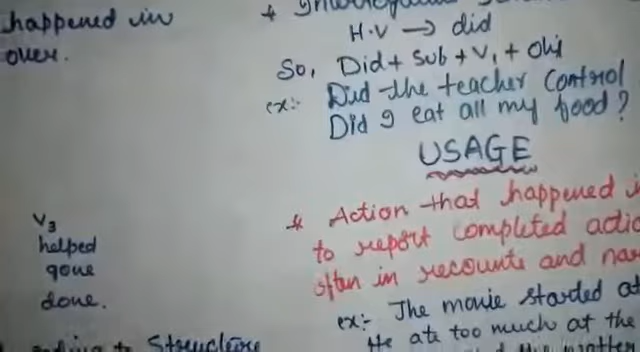 happened in
over.
V3
helped
gone
done.
to Structure
H.V → did
So, Did + Sub + V1 + Obj
ex:- Did the teacher Control
Did I eat all my food?
USAGE
* Action that happened
to report completed
often in recounts and
ex:- The movie started at
He ate too much at the